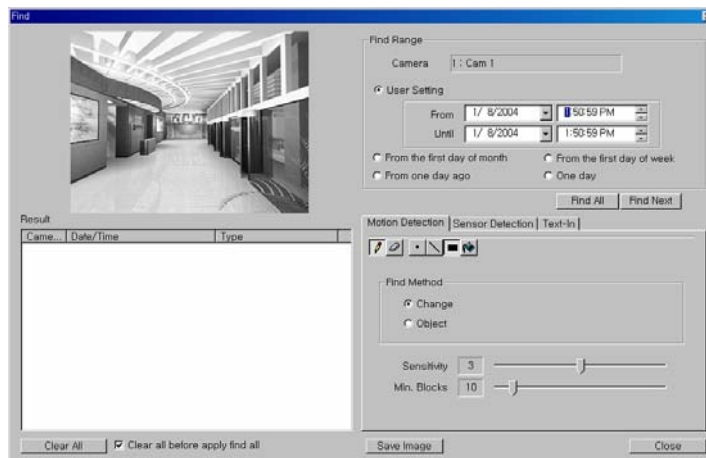 Find
Find Range
Camera 1: Cam 1
User Setting
From 1/ 8/2004 1:50:59 PM
Until 1/ 8/2004 1:50:59 PM
From the first day of month From the first day of week
From one day ago One day
Find All Find Next
Result
Came... Date/Time Type
Motion Detection Sensor Detection Text-In
Find Method
Change
Object
Sensitivity 3
Min. Blocks 10
Clear All Clear all before apply find all
Save Image Close